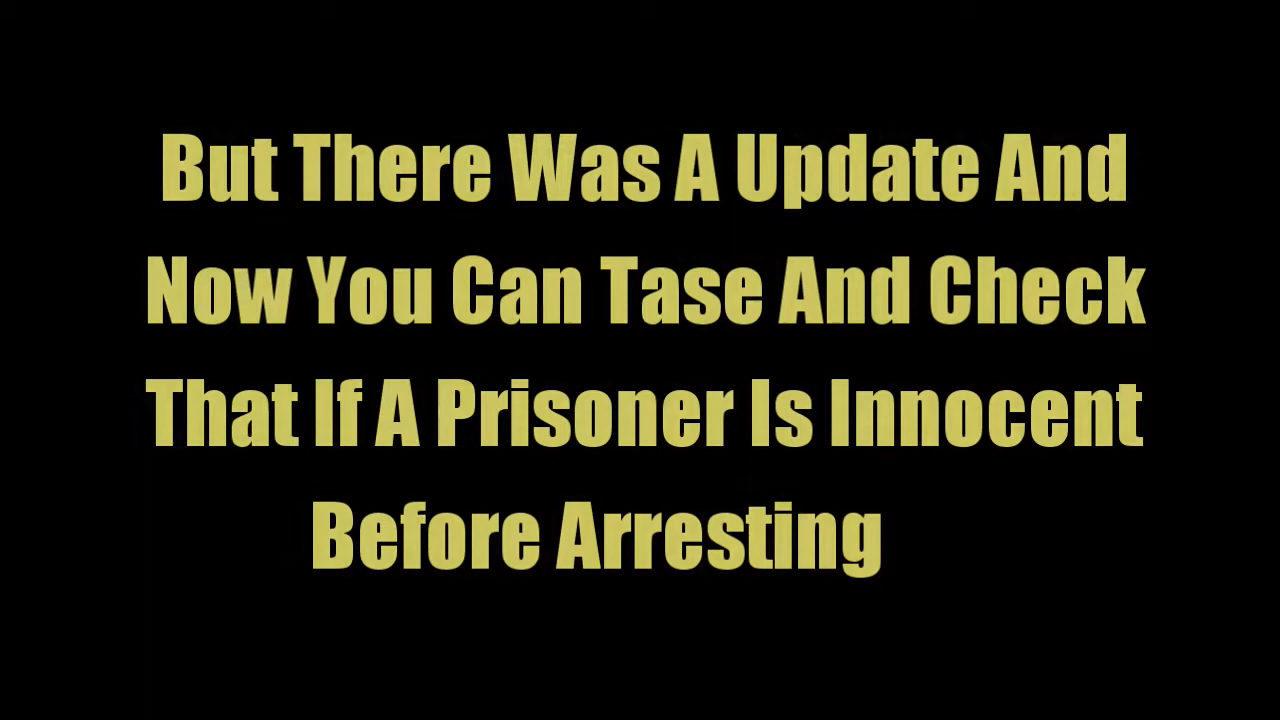 But There Was A Update And
Now You Can Tase And Check
That If A Prisoner Is Innocent
Before Arresting